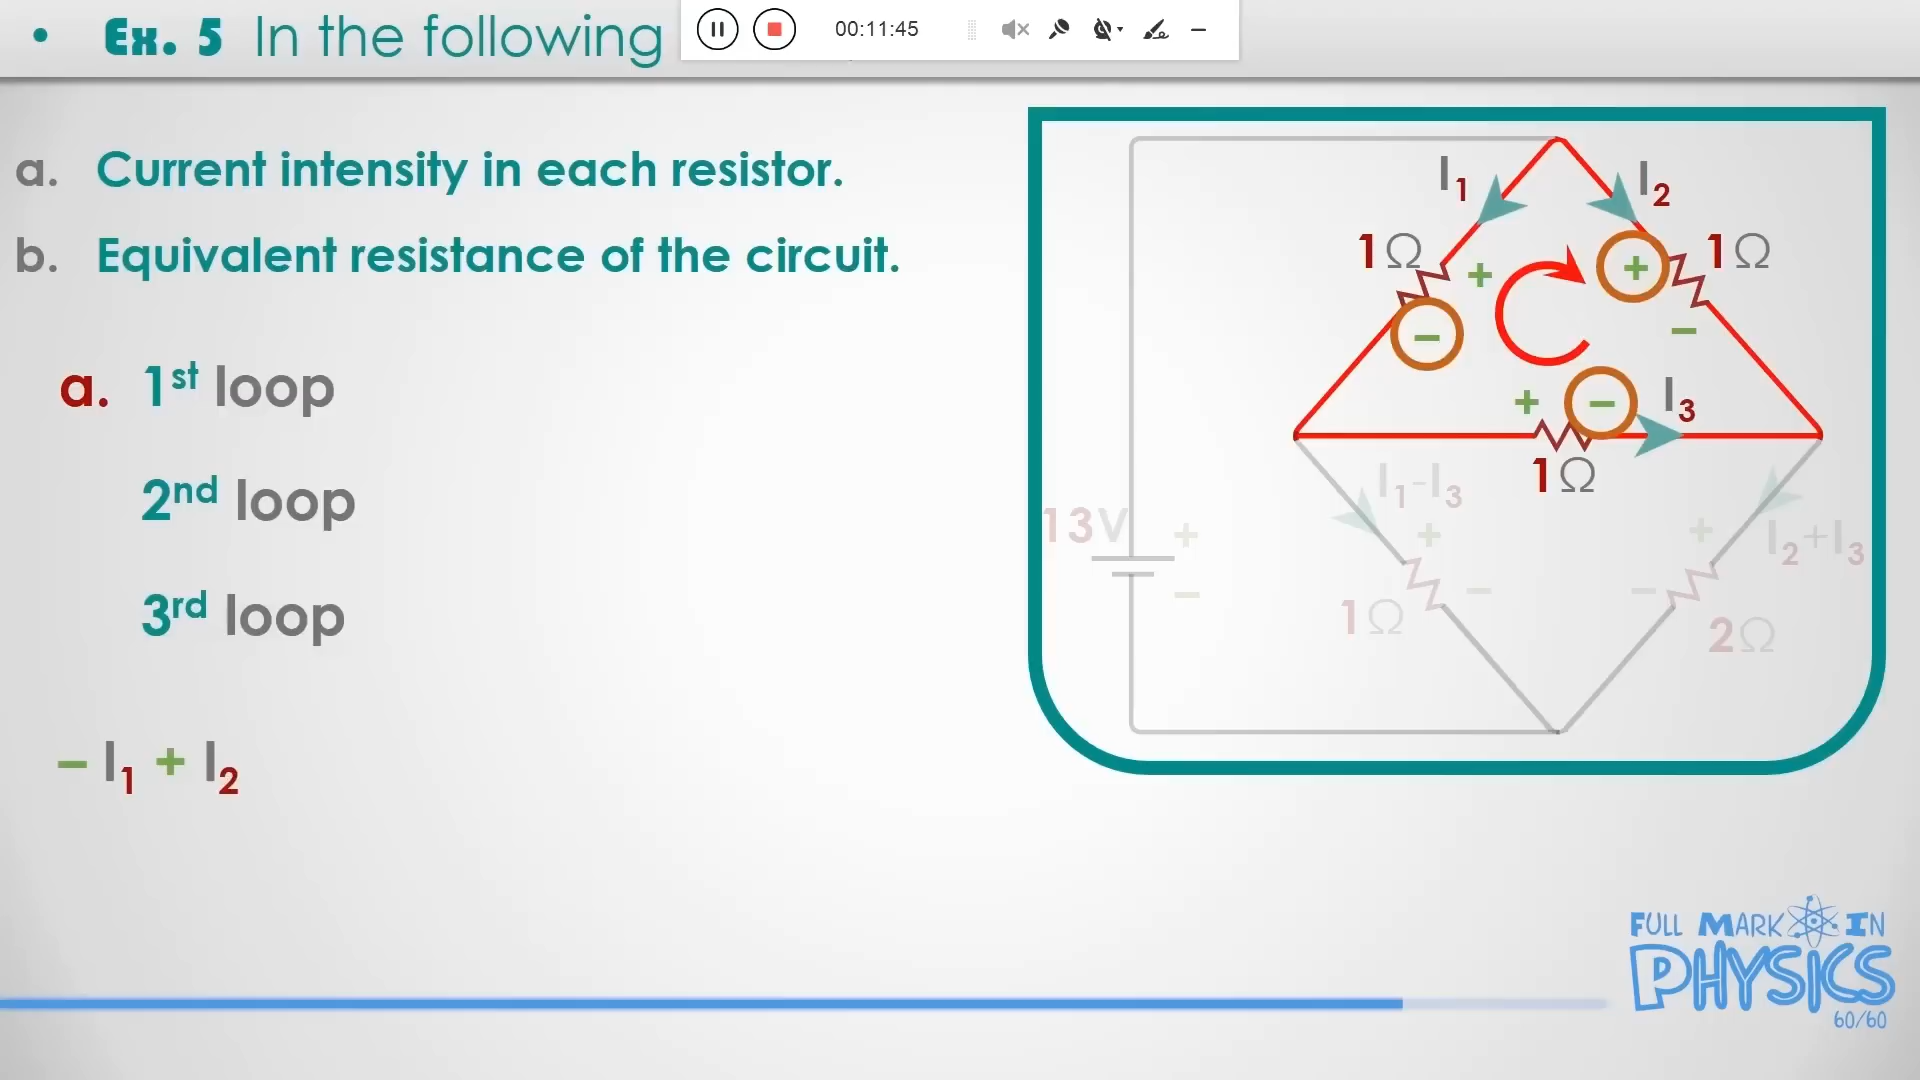 • Ex. 5 In the following
00:11:45
a. Current intensity in each resistor.
b. Equivalent resistance of the circuit.
a. 1st loop
2nd loop
3rd loop
– I1 + I2
I1
I2
1Ω
+
+
1Ω
–
–
+
–
I3
1Ω
I1-I3
13V
+
+
+
I2+I3
–
–
–
1Ω
2Ω
FULL MARK IN
PHYSICS
60/60